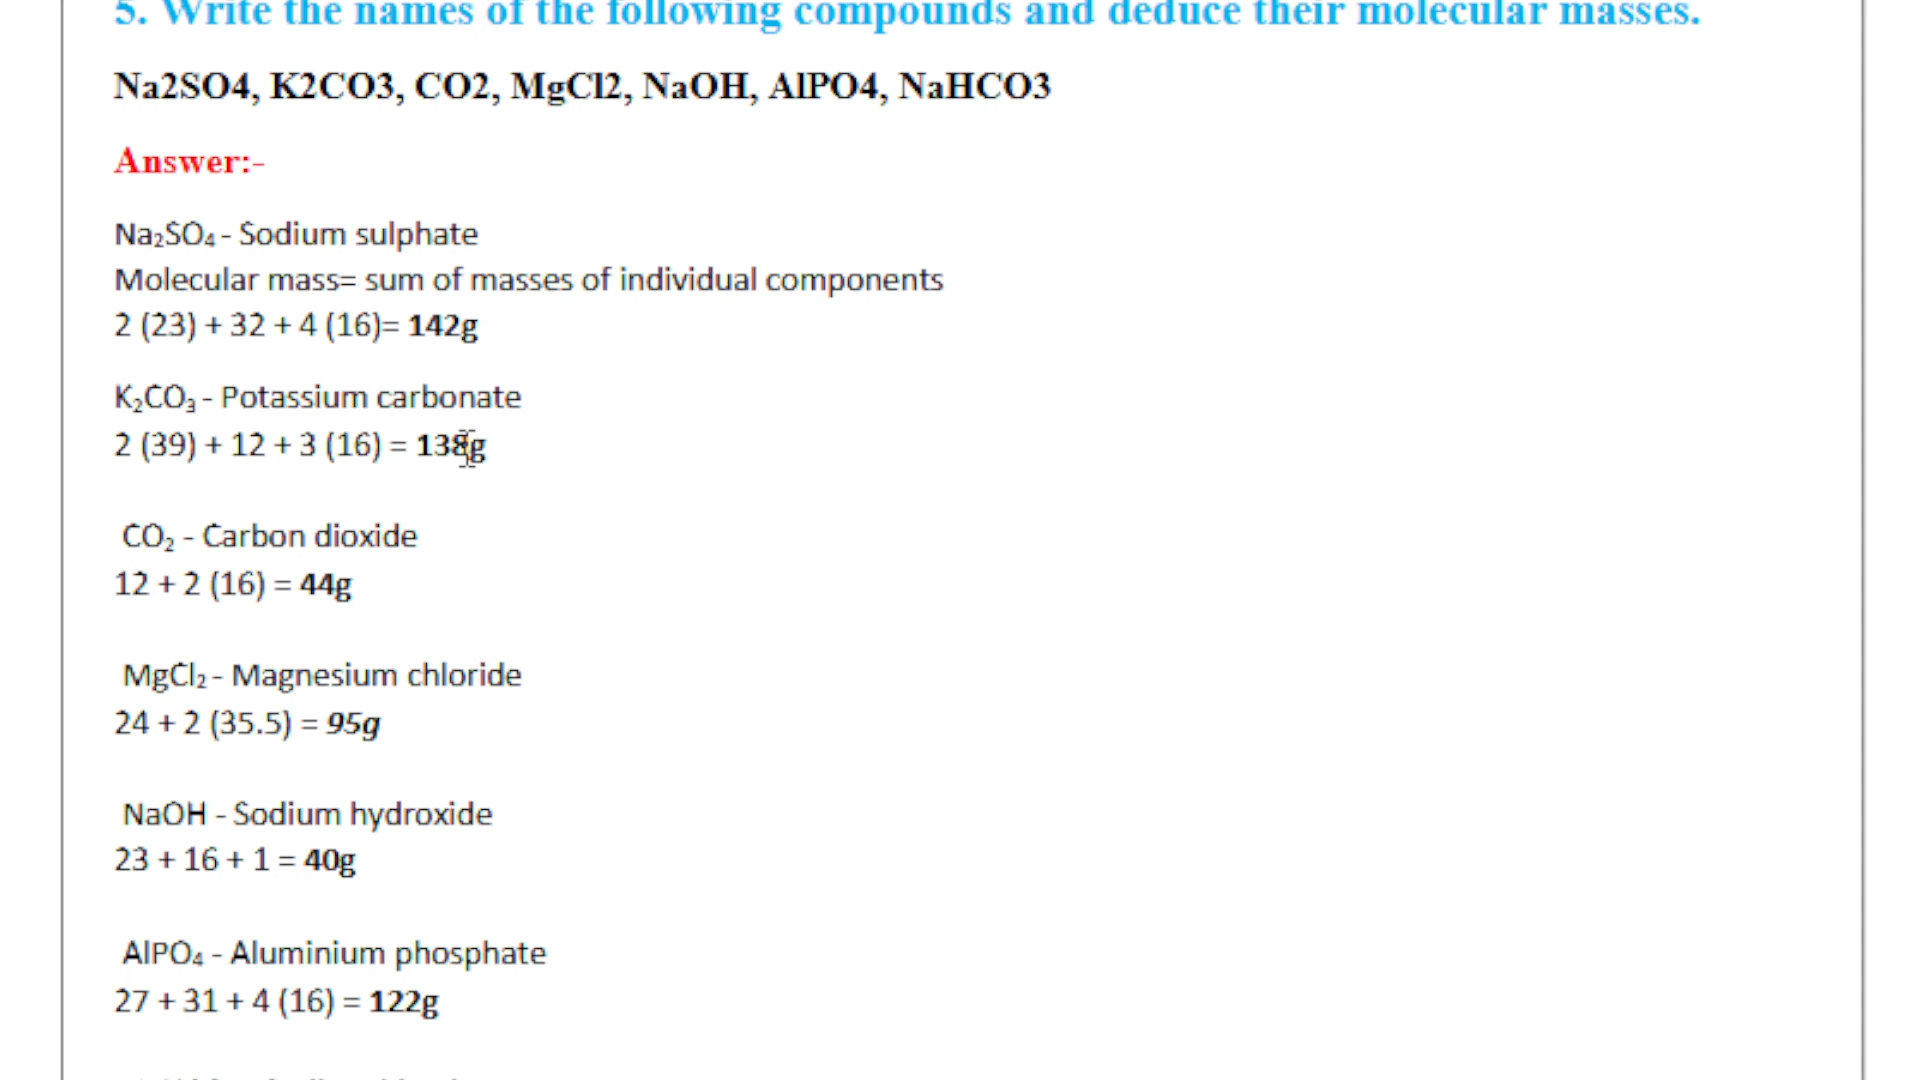 5. Write the names of the following compounds and deduce their molecular masses.
Na2SO4, K2CO3, CO2, MgCl2, NaOH, AlPO4, NaHCO3
Answer:-
Na₂SO₄ - Sodium sulphate
Molecular mass= sum of masses of individual components
2 (23) + 32 + 4 (16)= 142g
K₂CO₃ - Potassium carbonate
2 (39) + 12 + 3 (16) = 138g
CO₂ - Carbon dioxide
12 + 2 (16) = 44g
MgCl₂ - Magnesium chloride
24 + 2 (35.5) = 95g
NaOH - Sodium hydroxide
23 + 16 + 1 = 40g
AlPO₄ - Aluminium phosphate
27 + 31 + 4 (16) = 122g